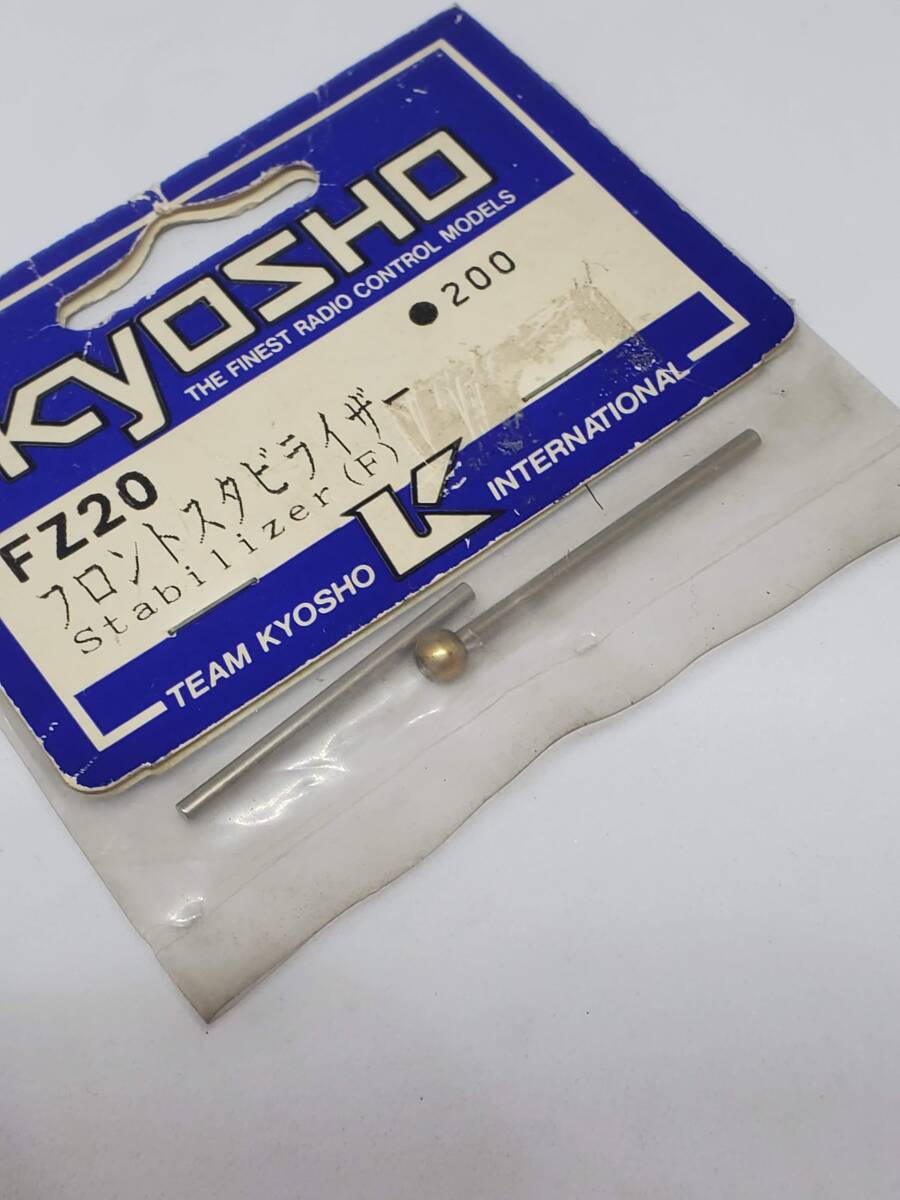 KYOSHO
THE FINEST RADIO CONTROL MODELS
●200
FZ20
フロントスタビライザー
Stabilizer(F)
TEAM KYOSHO K INTERNATIONAL